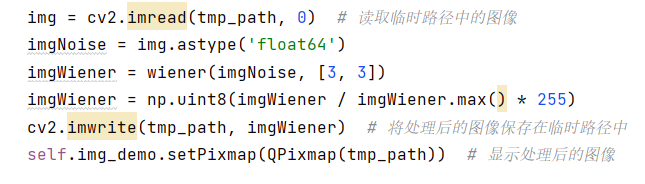 img = cv2.imread(tmp_path, 0)  # 读取临时路径中的图像
imgNoise = img.astype('float64')
imgWiener = wiener(imgNoise, [3, 3])
imgWiener = np.uint8(imgWiener / imgWiener.max() * 255)
cv2.imwrite(tmp_path, imgWiener)  # 将处理后的图像保存在临时路径中
self.img_demo.setPixmap(QPixmap(tmp_path))  # 显示处理后的图像